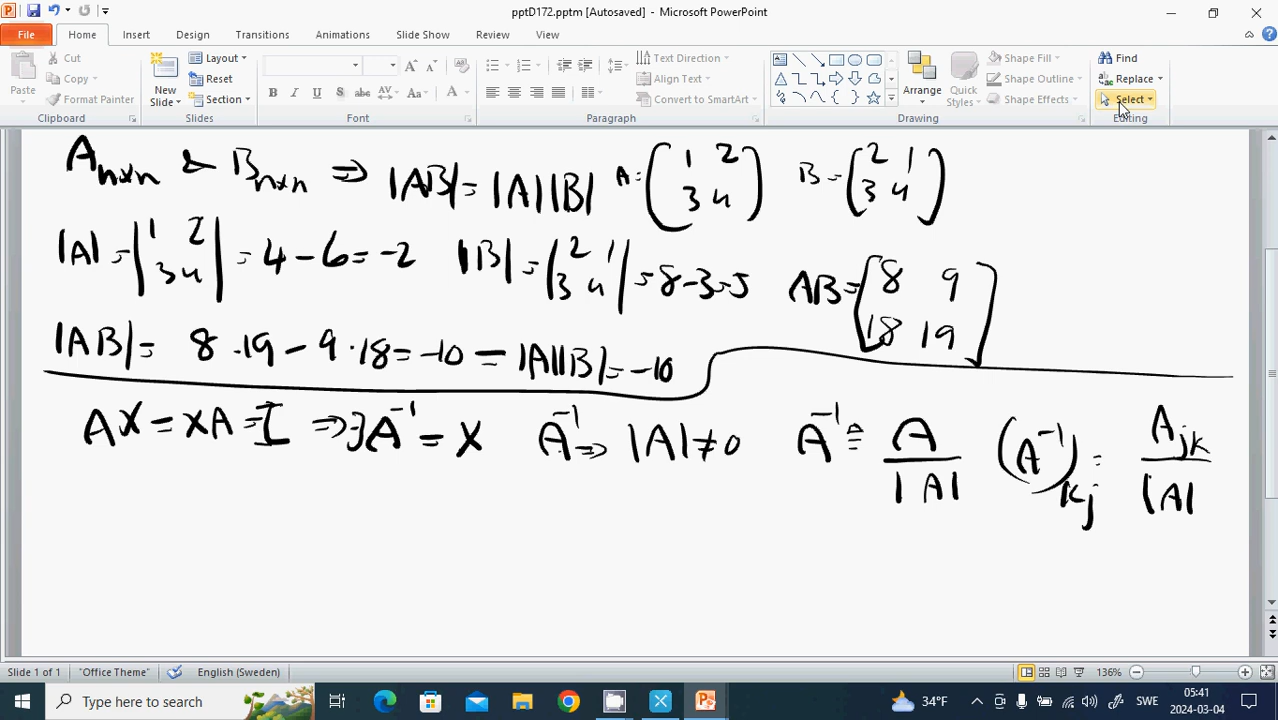 pptD172.pptm [Autosaved] - Microsoft PowerPoint
File Home Insert Design Transitions Animations Slide Show Review View
Paste Cut Copy Format Painter Clipboard
New Slide Layout Reset Section Slides
B I U S abc AV Aa A Font
Text Direction Align Text Convert to SmartArt Paragraph
Arrange Quick Styles Shape Fill Shape Outline Shape Effects Drawing
Find Replace Select Editing
Aₙₓₙ & Bₙₓₙ ⇒ |AB| = |A||B| A = (1 2; 3 4) B = (2 1; 3 4)
|A| = |1 2; 3 4| = 4 - 6 = -2 |B| = |2 1; 3 4| = 8 - 3 = 5 AB = [8 9; 18 19]
|AB| = 8 · 19 - 9 · 18 = -10 = |A||B| = -10
AX = XA = I ⇒ ∃A⁻¹ = X A⁻¹ ⇒ |A| ≠ 0 A⁻¹ ≙ A / |A| (A⁻¹)kj = Ajk / |A|
Slide 1 of 1 "Office Theme" English (Sweden) 136%
Type here to search 34°F SWE 05:41 2024-03-04